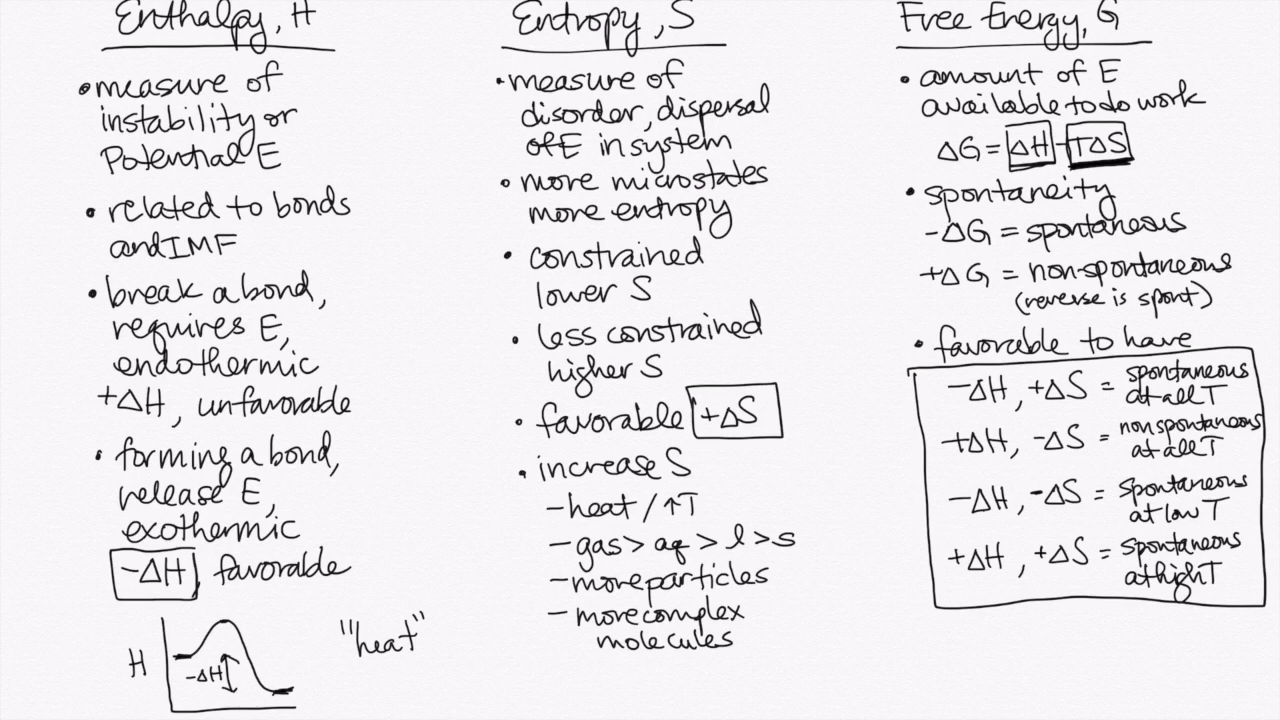 Enthalpy, H
• measure of
instability or
Potential E
• related to bonds
and IMF
• break a bond,
requires E,
endothermic
+ΔH, unfavorable
• forming a bond,
release E,
exothermic
-ΔH, favorable
H
-ΔH
"heat"
Entropy, S
• measure of
disorder, dispersal
of E in system
• more microstates
more entropy
• constrained
lower S
• less constrained
higher S
• favorable +ΔS
• increase S
- heat / ↑T
- gas > aq > l > s
- more particles
- more complex
molecules
Free Energy, G
• amount of E
available to do work
ΔG = ΔH - TΔS
• spontaneity
-ΔG = spontaneous
+ΔG = non-spontaneous
(reverse is spont)
• favorable to have
-ΔH, +ΔS = spontaneous
at all T
+ΔH, -ΔS = nonspontaneous
at all T
-ΔH, -ΔS = spontaneous
at low T
+ΔH, +ΔS = spontaneous
at high T